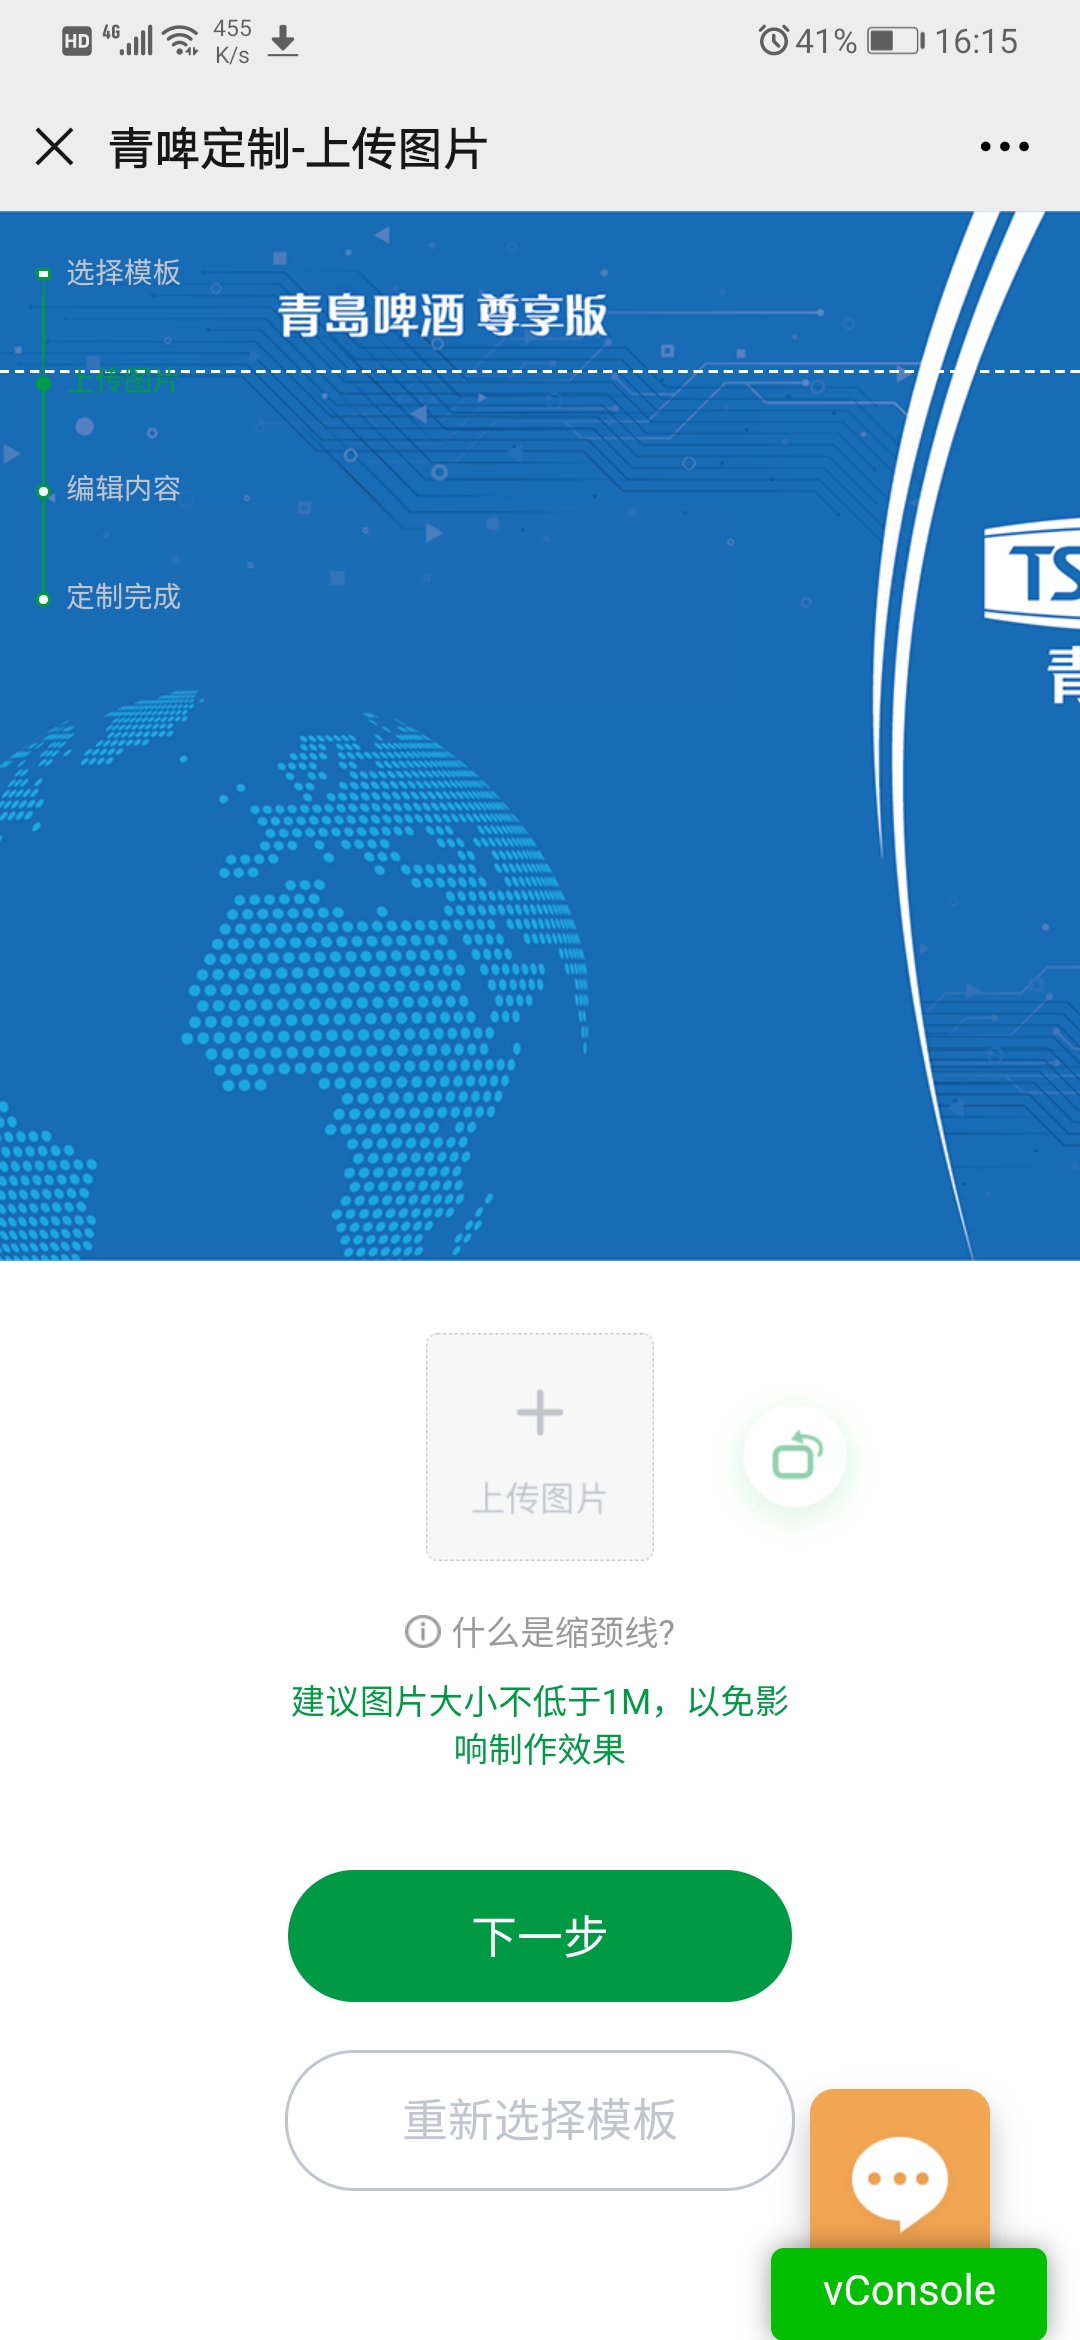 HD 4G 455 K/s 41% 16:15
青啤定制-上传图片
选择模板
青岛啤酒 尊享版
上传图片
编辑内容
定制完成
TS
青
上传图片
什么是缩颈线?
建议图片大小不低于1M，以免影
响制作效果
下一步
重新选择模板
vConsole